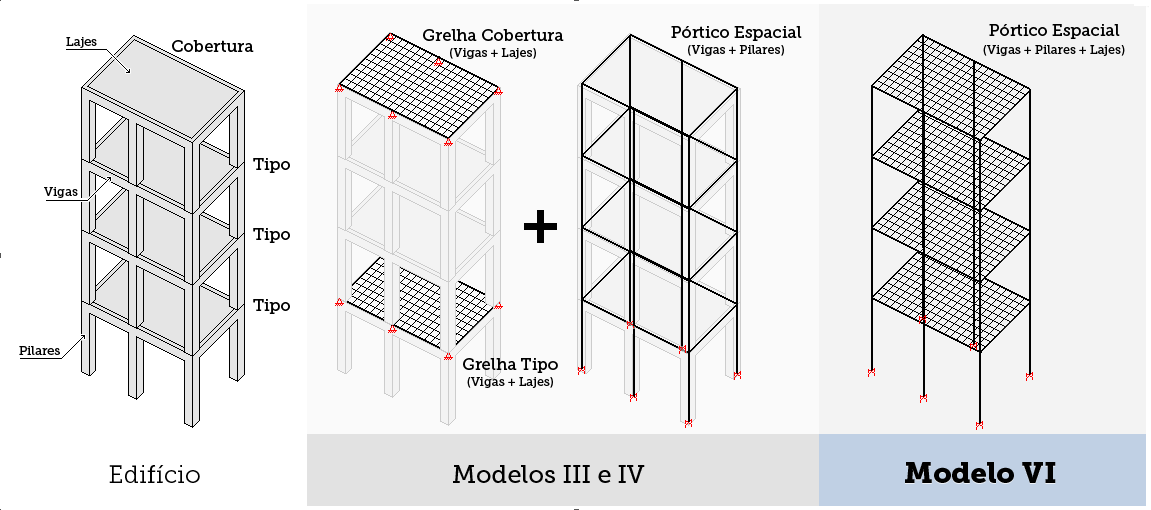 Lajes
Cobertura
Tipo
Vigas
Tipo
Tipo
Pilares
Edifício
Grelha Cobertura
(Vigas + Lajes)
+
Grelha Tipo
(Vigas + Lajes)
Pórtico Espacial
(Vigas + Pilares)
Modelos III e IV
Pórtico Espacial
(Vigas + Pilares + Lajes)
Modelo VI